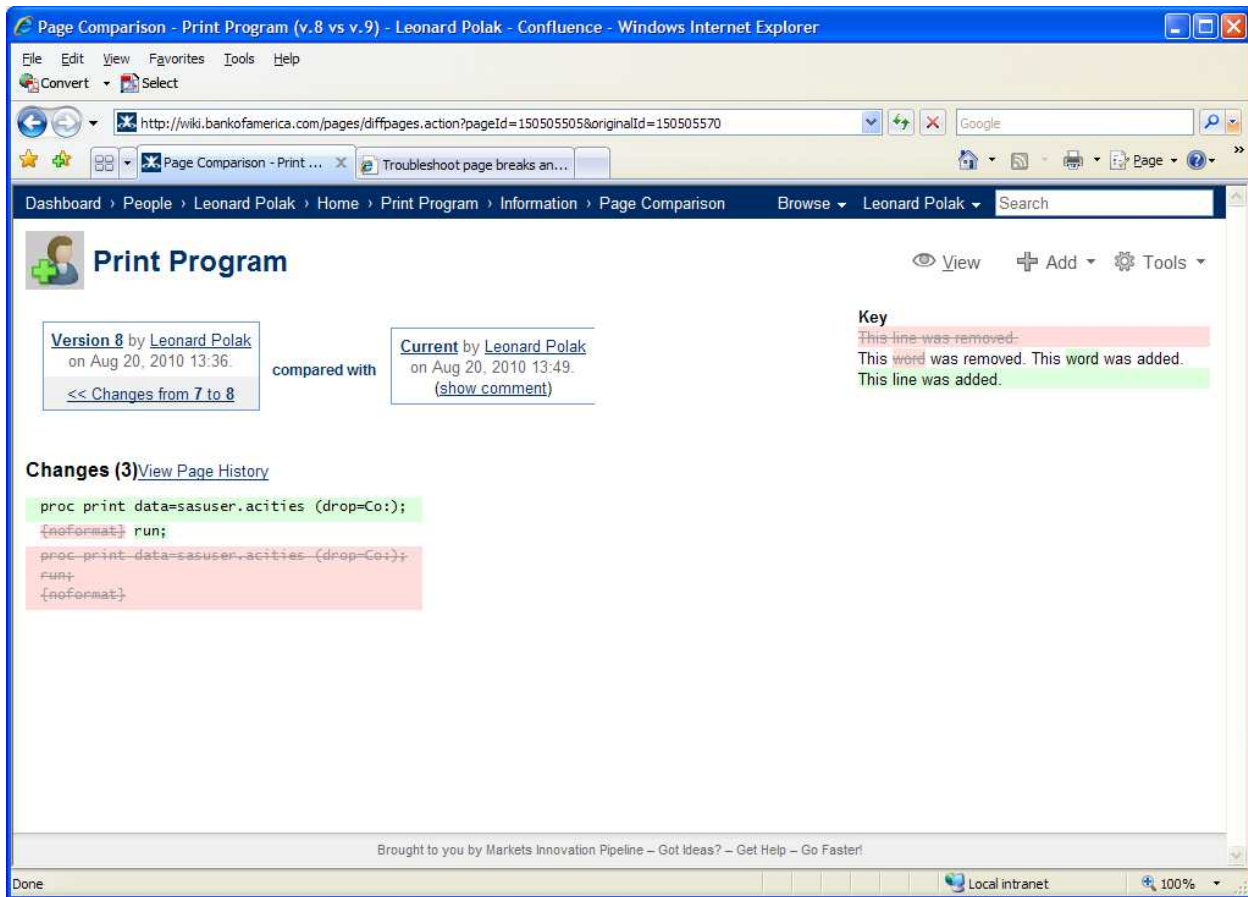 Page Comparison - Print Program (v.8 vs v.9) - Leonard Polak - Confluence - Windows Internet Explorer
File Edit View Favorites Tools Help
Convert Select
http://wiki.bankofamerica.com/pages/diffpages.action?pageId=150505505&originalId=150505570 Google
Page Comparison - Print ... X Troubleshoot page breaks an... Page »
Dashboard › People › Leonard Polak › Home › Print Program › Information › Page Comparison Browse Leonard Polak Search
Print Program
View Add Tools
Key
This line was removed.
This word was removed. This word was added.
This line was added.
Version 8 by Leonard Polak
on Aug 20, 2010 13:36.
<< Changes from 7 to 8
compared with
Current by Leonard Polak
on Aug 20, 2010 13:49.
(show comment)
Changes (3)View Page History
proc print data=sasuser.acities (drop=Co:);
{noformat} run;
proc print data=sasuser.acities (drop=Co:);
run;
{noformat}
Brought to you by Markets Innovation Pipeline – Got Ideas? – Get Help – Go Faster!
Done Local intranet 100%